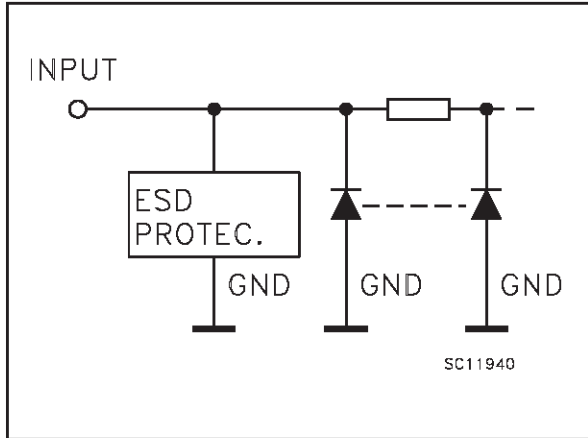 INPUT
ESD
PROTEC.
GND
GND
GND
SC11940